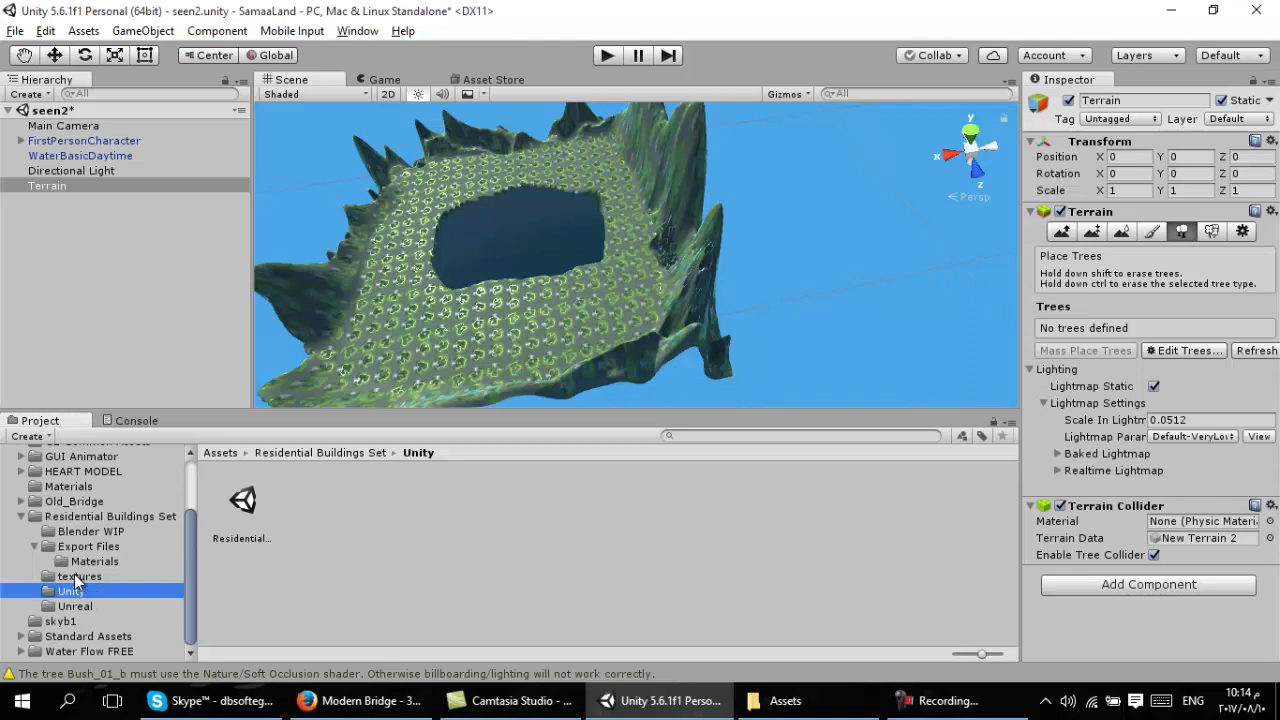 Unity 5.6.1f1 Personal (64bit) - seen2.unity - SamaaLand - PC, Mac & Linux Standalone* <DX11>
File Edit Assets GameObject Component Mobile Input Window Help
Center Global Collab Account Layers Default
Hierarchy Scene Game Asset Store Inspector
Create All Shaded 2D Gizmos All
seen2*
Main Camera
FirstPersonCharacter
WaterBasicDaytime
Directional Light
Terrain
y
x
z
Persp
Terrain Static
Tag Untagged Layer Default
Transform
Position X 0 Y 0 Z 0
Rotation X 0 Y 0 Z 0
Scale X 1 Y 1 Z 1
Terrain
Place Trees
Hold down shift to erase trees.
Hold down ctrl to erase the selected tree type.
Trees
No trees defined
Mass Place Trees Edit Trees... Refresh
Lighting
Lightmap Static
Lightmap Settings
Scale In Lightm 0.0512
Lightmap Parar Default-VeryLo View
Baked Lightmap
Realtime Lightmap
Terrain Collider
Material None (Physic Materi
Terrain Data New Terrain 2
Enable Tree Collider
Add Component
Project Console
Create
GUI Animator
HEART MODEL
Materials
Old_Bridge
Residential Buildings Set
Blender WIP
Export Files
Materials
textures
Unity
Unreal
skyb1
Standard Assets
Water Flow FREE
Assets Residential Buildings Set Unity
Residential...
The tree Bush_01_b must use the Nature/Soft Occlusion shader. Otherwise billboarding/lighting will not work correctly.
Skype™ - dbsofteg... Modern Bridge - 3... Camtasia Studio - ... Unity 5.6.1f1 Perso... Assets Recording... ENG
م 10:14